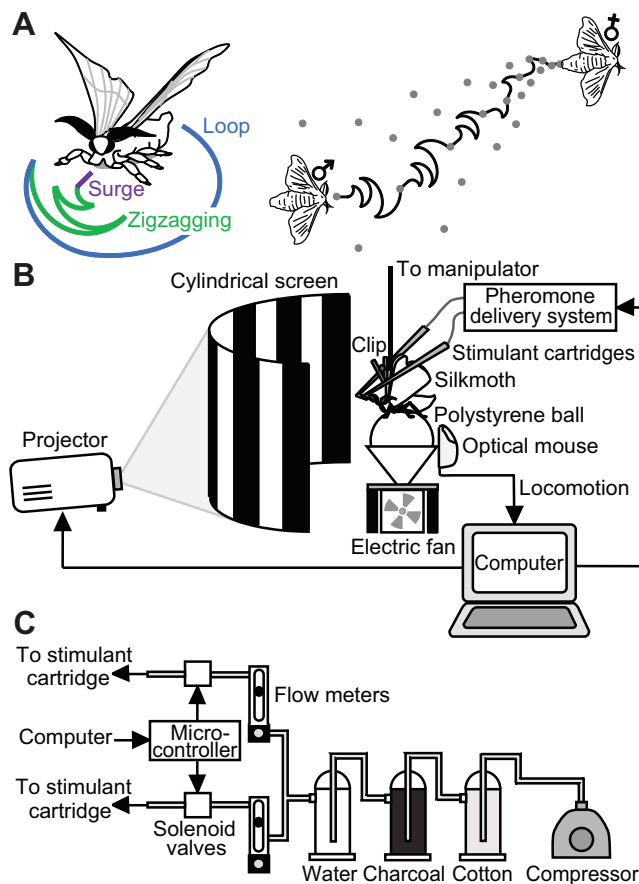 A
Loop
Surge
Zigzagging
♂
♀
B
To manipulator
Cylindrical screen
Pheromone
delivery system
Clip
Stimulant cartridges
Silkmoth
Polystyrene ball
Projector
Optical mouse
Locomotion
Electric fan
Computer
C
To stimulant
cartridge
Flow meters
Computer
Micro-
controller
To stimulant
cartridge
Solenoid
valves
Water
Charcoal
Cotton
Compressor